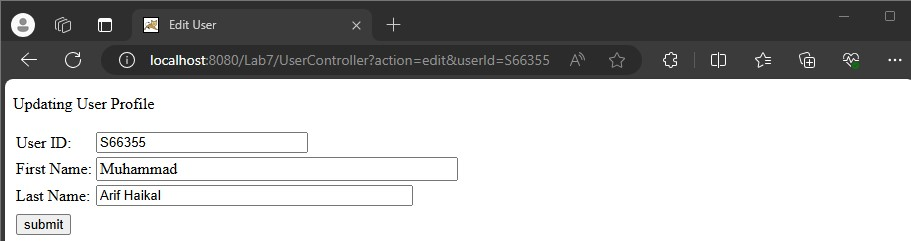 Edit User
localhost:8080/Lab7/UserController?action=edit&userId=S66355
Updating User Profile
User ID: S66355
First Name: Muhammad
Last Name: Arif Haikal
submit